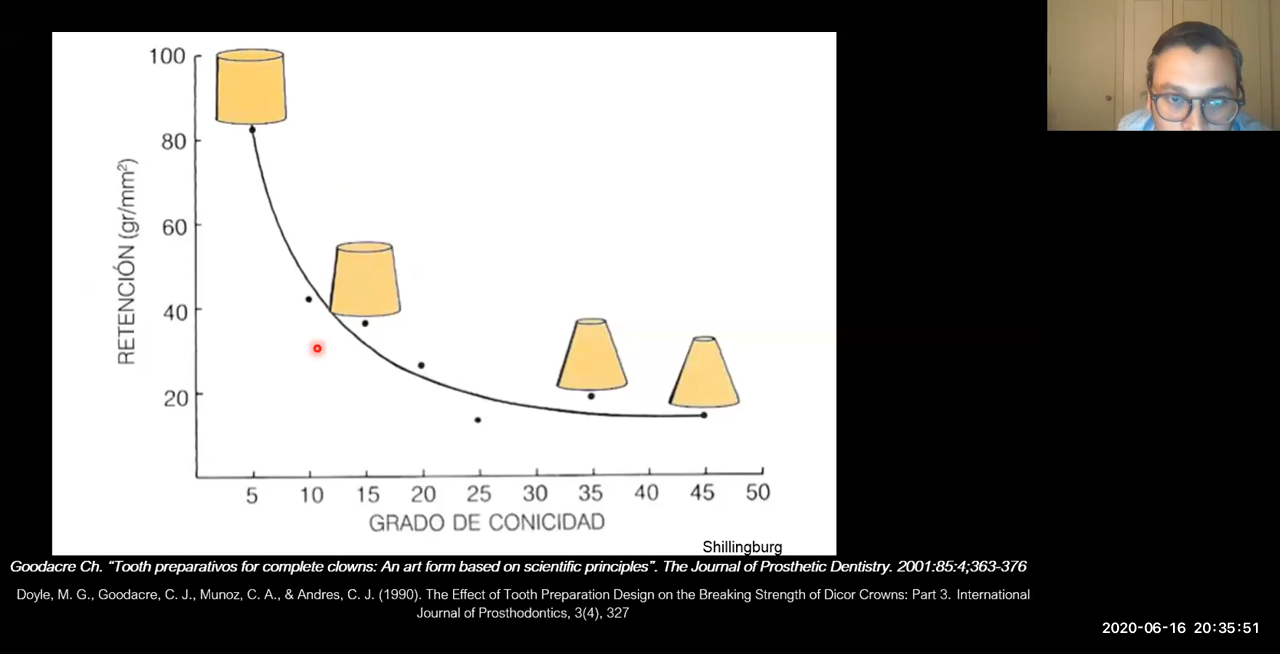 100
80
60
40
20
RETENCIÓN (gr/mm²)
5 10 15 20 25 30 35 40 45 50
GRADO DE CONICIDAD
Shillingburg
Goodacre Ch. “Tooth preparativos for complete clowns: An art form based on scientific principles”. The Journal of Prosthetic Dentistry. 2001:85:4;363-376
Doyle, M. G., Goodacre, C. J., Munoz, C. A., & Andres, C. J. (1990). The Effect of Tooth Preparation Design on the Breaking Strength of Dicor Crowns: Part 3. International
Journal of Prosthodontics, 3(4), 327
2020-06-16 20:35:51